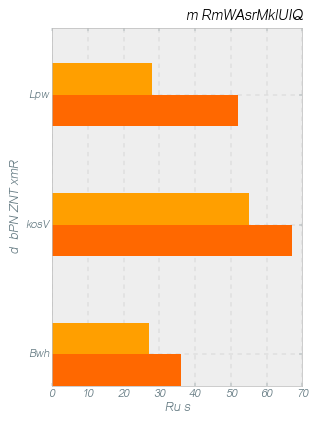 m RmWAsrMklUIQ
Lpw
kosV
Bwh
d bPN ZNT xmR
0 10 20 30 40 50 60 70
Ru s